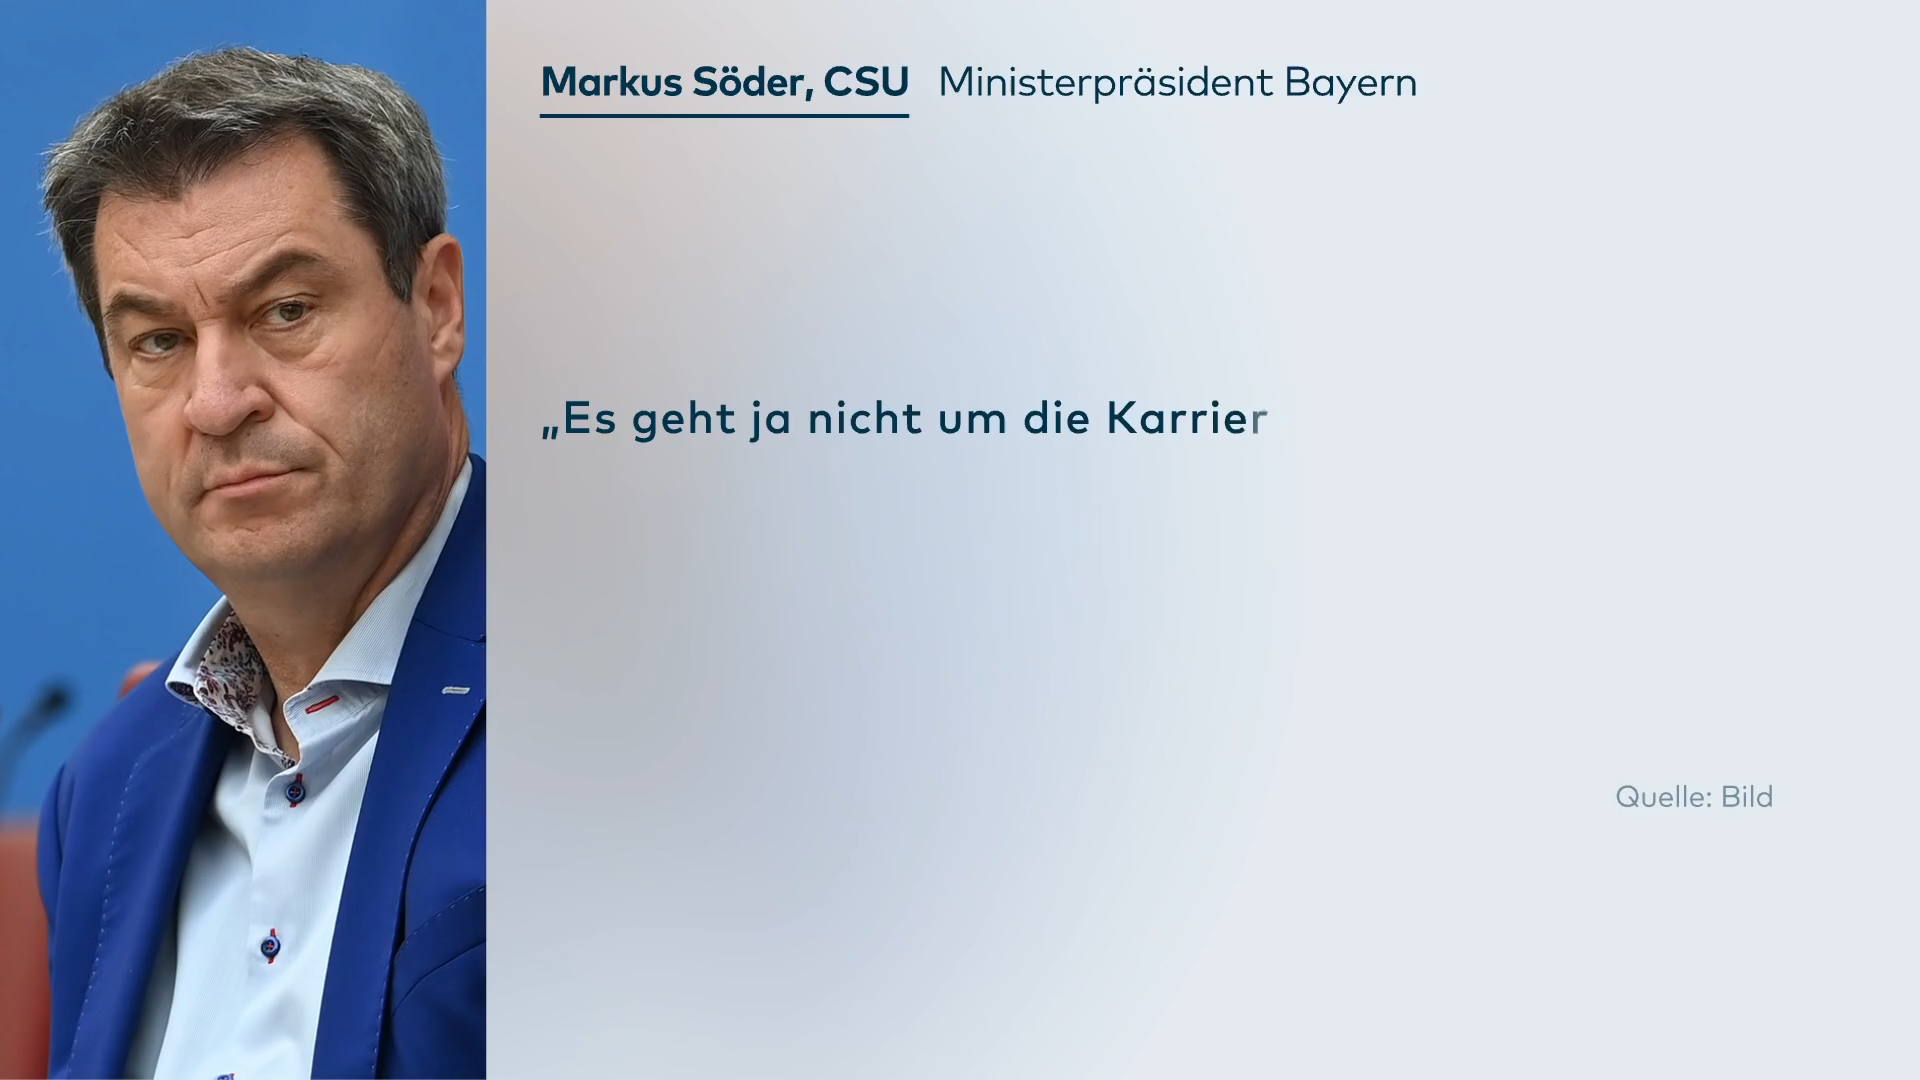 Markus Söder, CSU Ministerpräsident Bayern
„Es geht ja nicht um die Karrier
Quelle: Bild